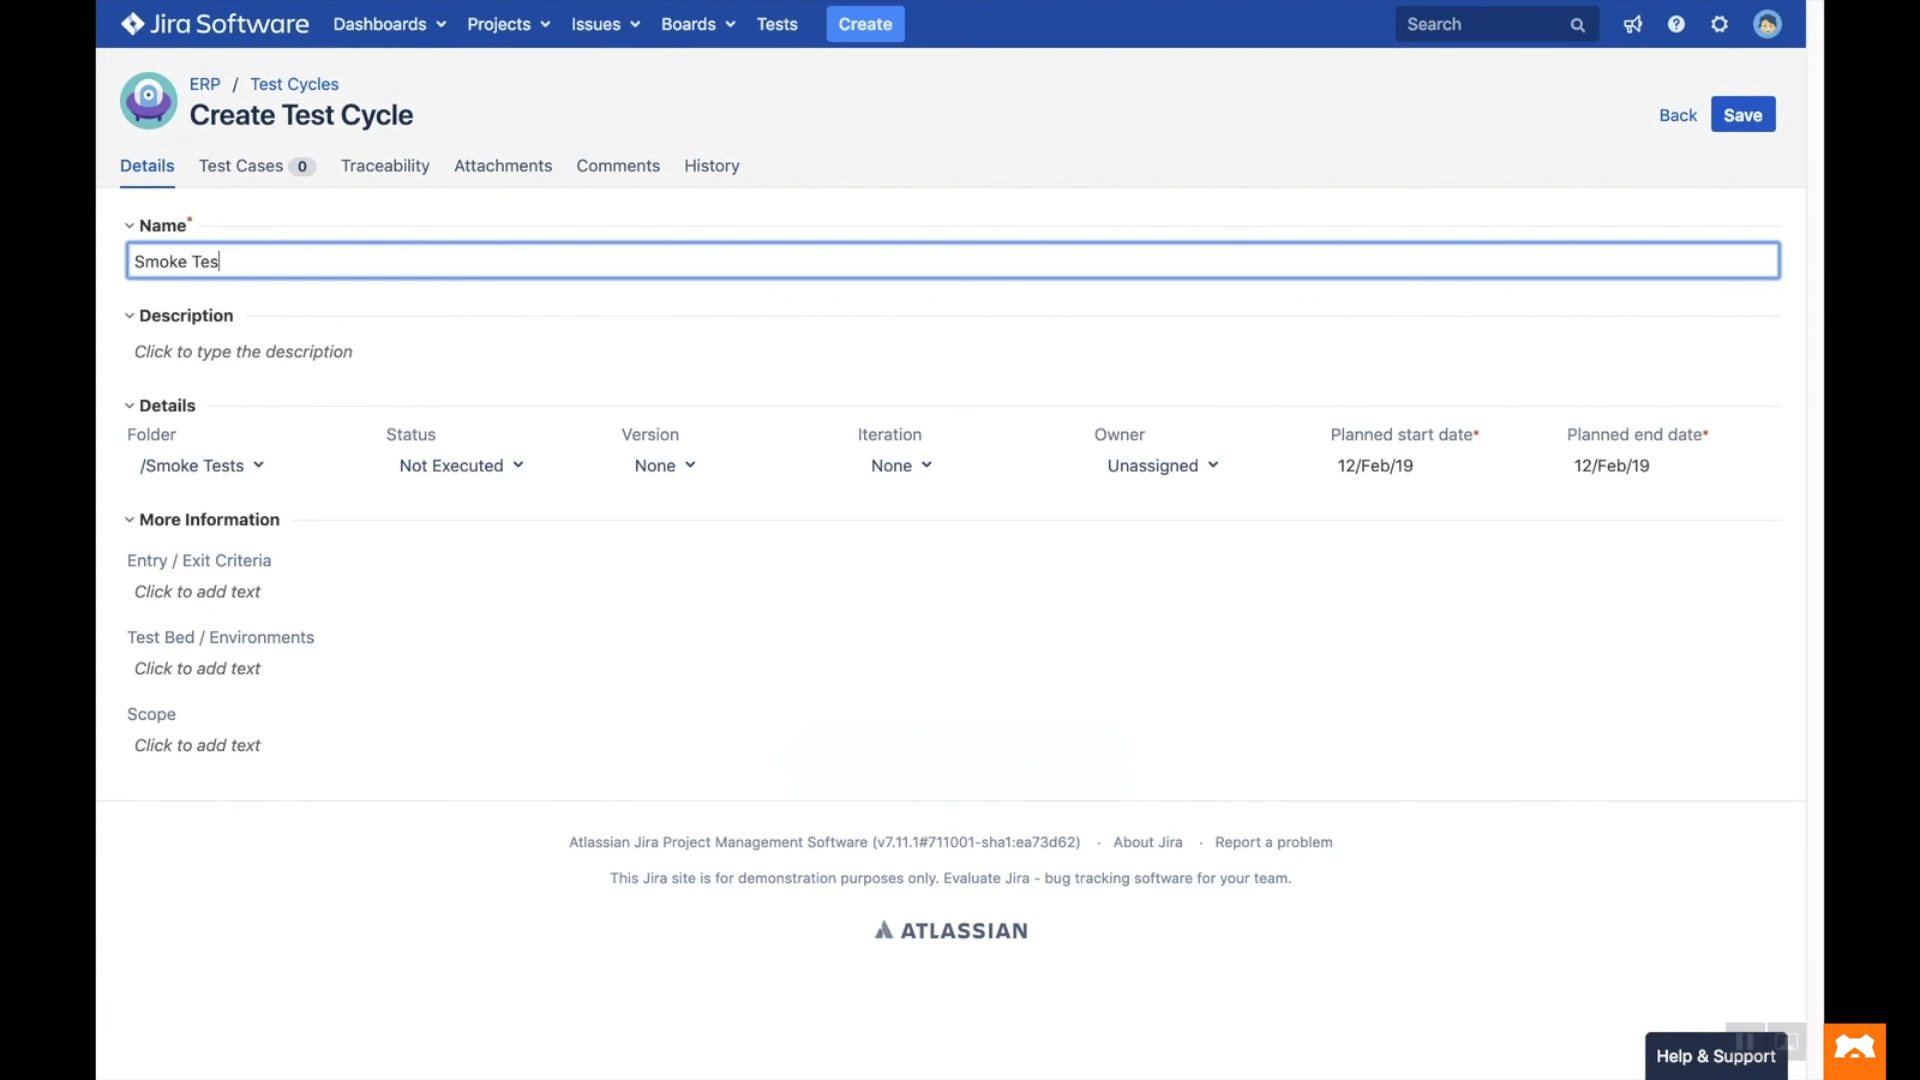 Jira Software Dashboards Projects Issues Boards Tests Create Search
ERP / Test Cycles
Create Test Cycle
Back Save
Details Test Cases 0 Traceability Attachments Comments History
Name*
Smoke Tes
Description
Click to type the description
Details
Folder Status Version Iteration Owner Planned start date* Planned end date*
/Smoke Tests Not Executed None None Unassigned 12/Feb/19 12/Feb/19
More Information
Entry / Exit Criteria
Click to add text
Test Bed / Environments
Click to add text
Scope
Click to add text
Atlassian Jira Project Management Software (v7.11.1#711001-sha1:ea73d62) · About Jira · Report a problem
This Jira site is for demonstration purposes only. Evaluate Jira - bug tracking software for your team.
ATLASSIAN
Help & Support